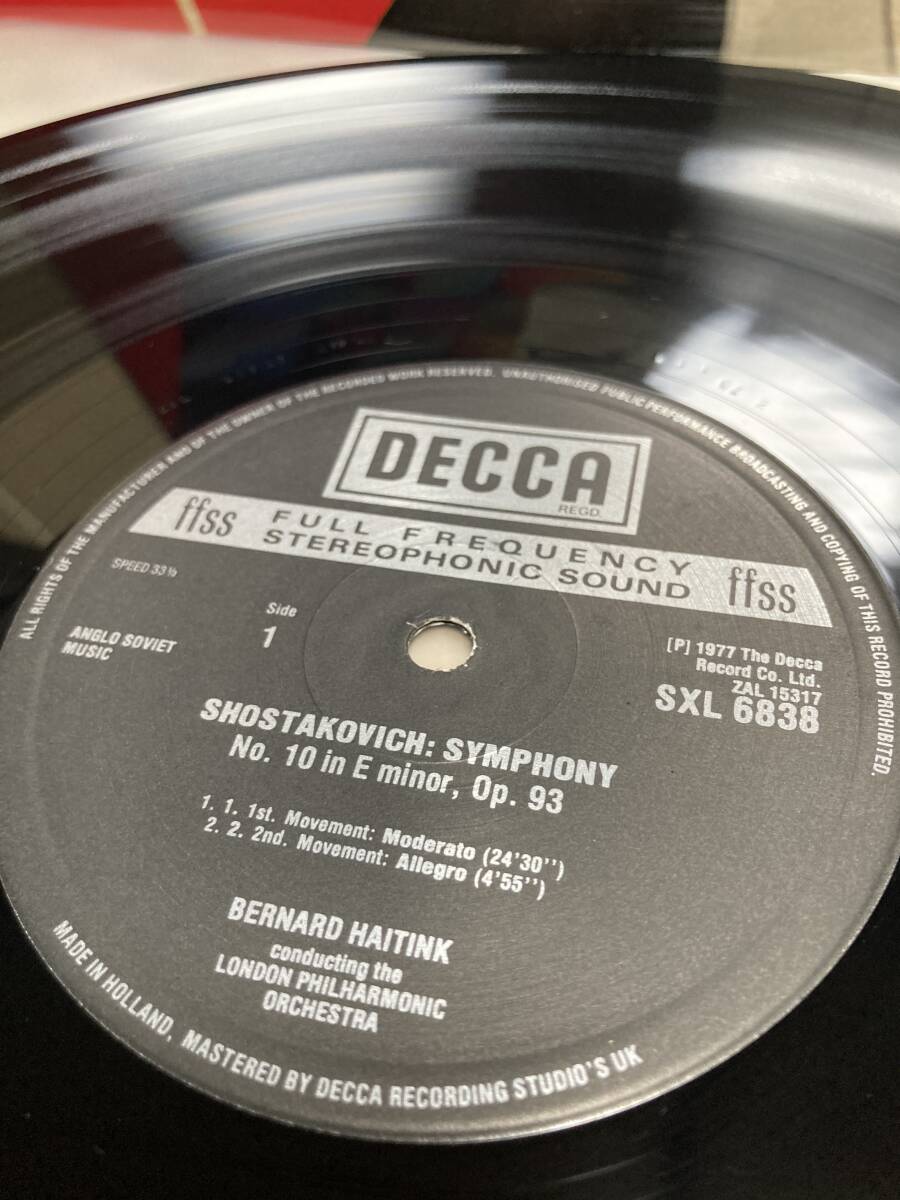 ALL RIGHTS OF THE MANUFACTURER AND OF THE OWNER OF THE RECORDED WORK RESERVED. UNAUTHORISED PUBLIC PERFORMANCE BROADCASTING AND COPYING OF THIS RECORD PROHIBITED.
DECCA
REGD.
ffss FULL FREQUENCY ffss
STEREOPHONIC SOUND
SPEED 33⅓
Side
1
ANGLO SOVIET
MUSIC
[P] 1977 The Decca
Record Co. Ltd.
ZAL 15317
SXL 6838
SHOSTAKOVICH: SYMPHONY
No. 10 in E minor, Op. 93
1. 1. 1st. Movement: Moderato (24'30'')
2. 2. 2nd. Movement: Allegro (4'55'')
BERNARD HAITINK
conducting the
LONDON PHILHARMONIC
ORCHESTRA
MADE IN HOLLAND, MASTERED BY DECCA RECORDING STUDIO'S UK